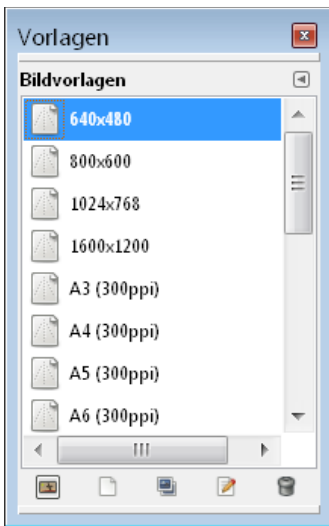 Vorlagen
Bildvorlagen
640x480
800x600
1024x768
1600x1200
A3 (300ppi)
A4 (300ppi)
A5 (300ppi)
A6 (300ppi)